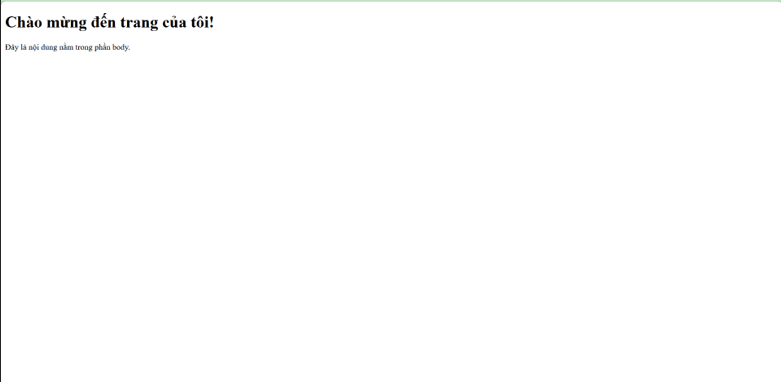 Chào mừng đến trang của tôi!
Đây là nội dung nằm trong phần body.